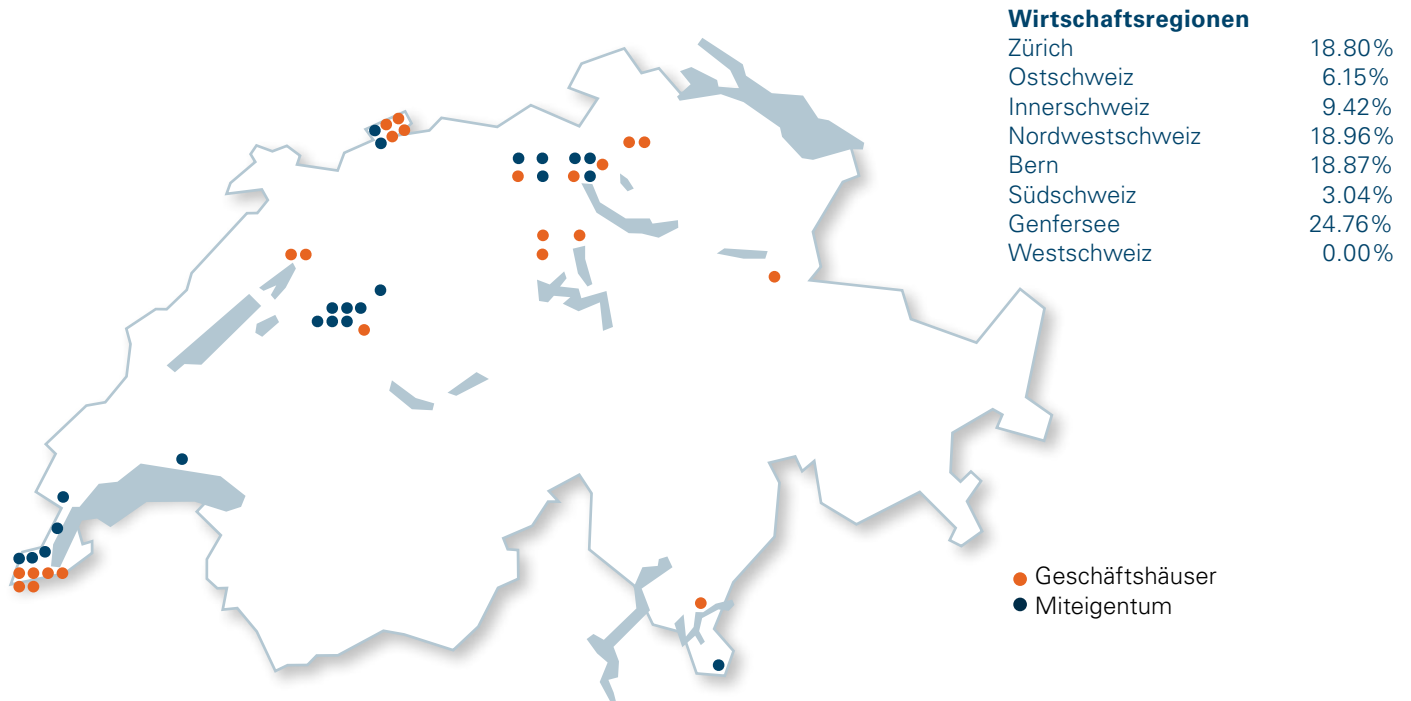 Wirtschaftsregionen
Zürich 18.80%
Ostschweiz 6.15%
Innerschweiz 9.42%
Nordwestschweiz 18.96%
Bern 18.87%
Südschweiz 3.04%
Genfersee 24.76%
Westschweiz 0.00%
Geschäftshäuser
Miteigentum